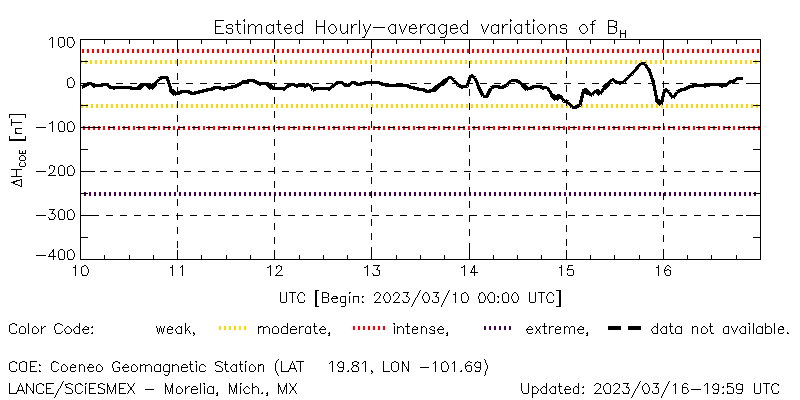 Estimated Hourly-averaged variations of B_H
100
0
-100
-200
-300
-400
ΔH_COE [nT]
10 11 12 13 14 15 16
UTC [Begin: 2023/03/10 00:00 UTC]
Color Code: weak, moderate, intense, extreme, data not available.
COE: Coeneo Geomagnetic Station (LAT 19.81, LON -101.69)
LANCE/SCiESMEX - Morelia, Mich., MX Updated: 2023/03/16-19:59 UTC